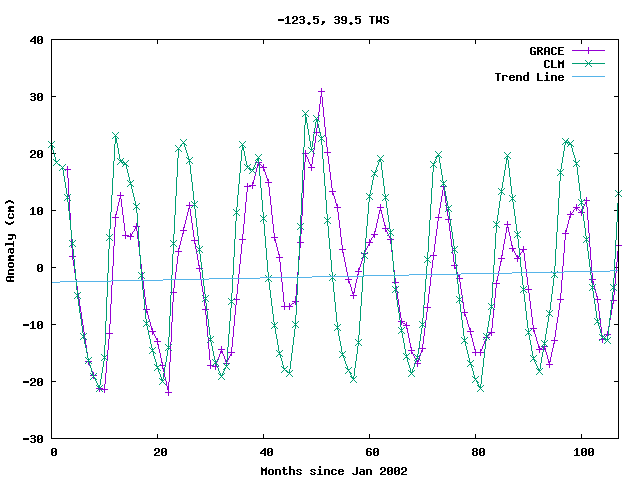 -123.5, 39.5 TWS
GRACE
CLM
Trend Line
40
30
20
10
0
-10
-20
-30
Anomaly (cm)
0 20 40 60 80 100
Months since Jan 2002